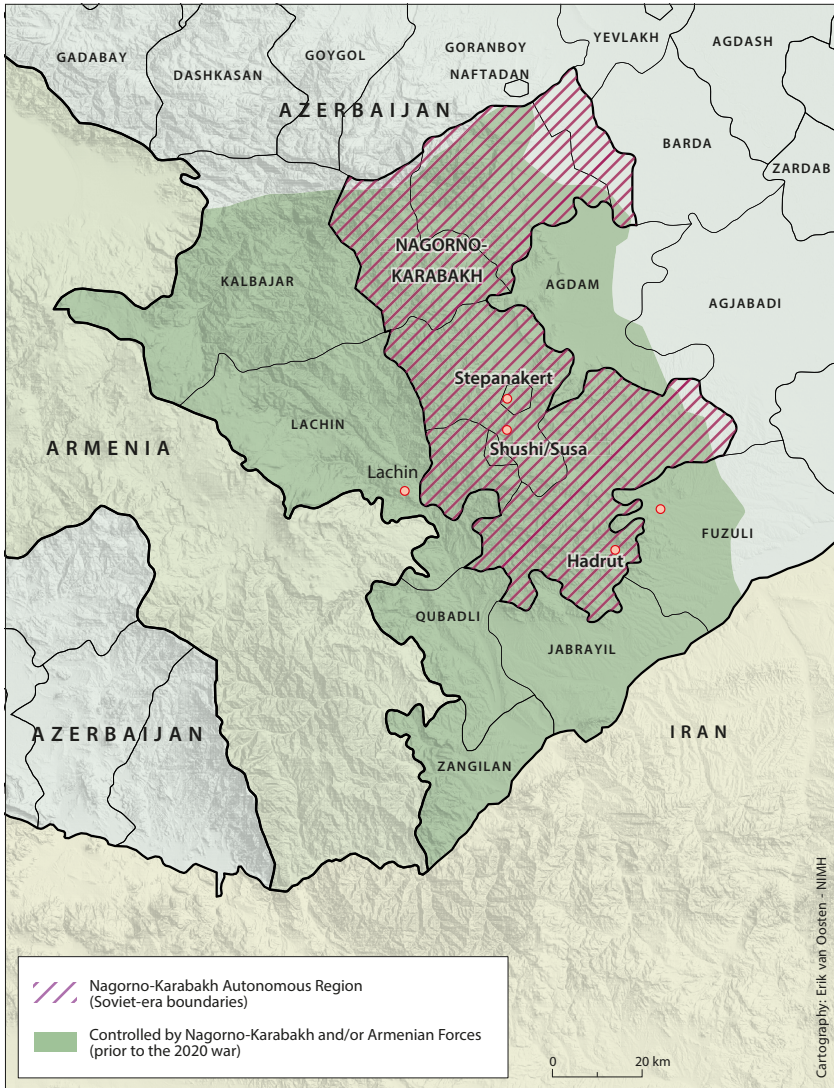 GADABAY
DASHKASAN
GOYGOL
GORANBOY
NAFTADAN
YEVLAKH
AGDASH
AZERBAIJAN
BARDA
ZARDAB
NAGORNO-
KARABAKH
KALBAJAR
AGDAM
AGJABADI
Stepanakert
LACHIN
ARMENIA
Shushi/Susa
Lachin
FUZULI
Hadrut
QUBADLI
JABRAYIL
AZERBAIJAN
IRAN
ZANGILAN
Nagorno-Karabakh Autonomous Region
(Soviet-era boundaries)
Controlled by Nagorno-Karabakh and/or Armenian Forces
(prior to the 2020 war)
0 20 km
Cartography: Erik van Oosten - NIMH